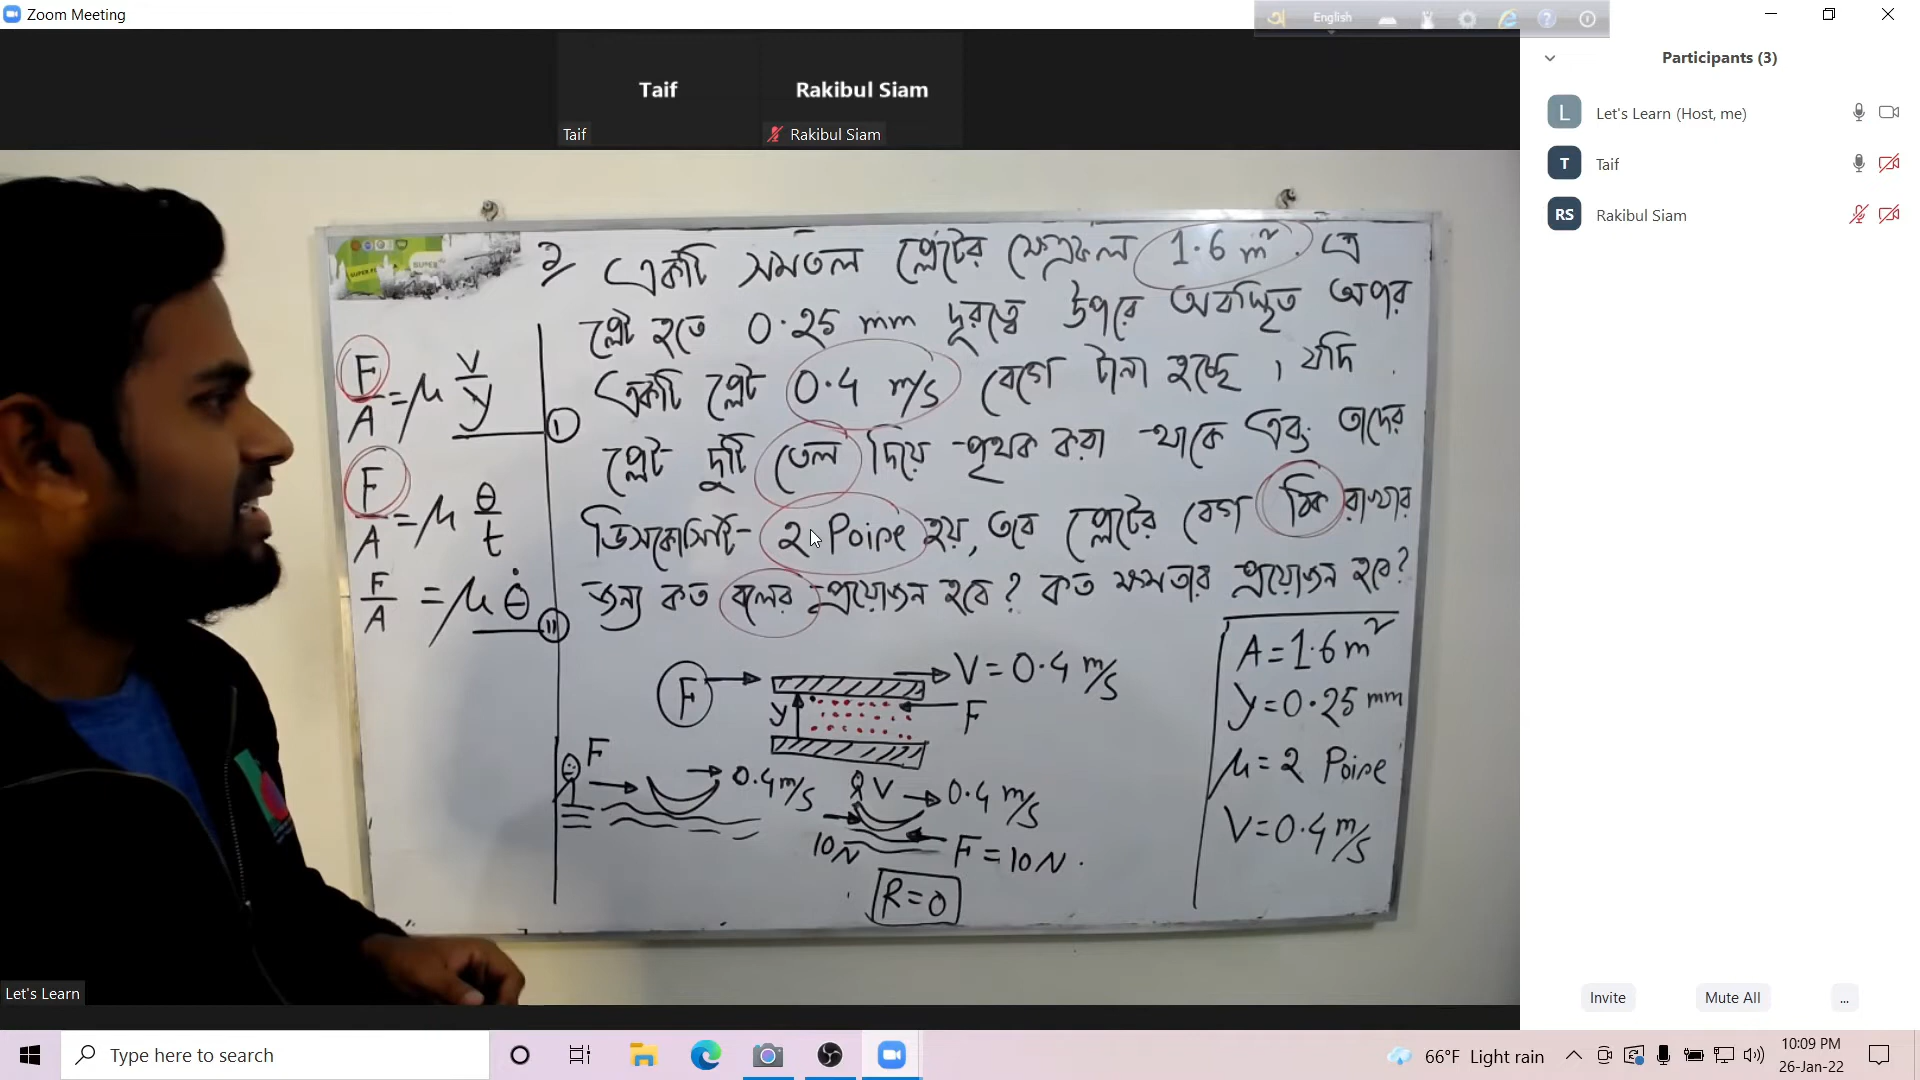 Zoom Meeting
English
Participants (3)
Taif
Rakibul Siam
Taif
Rakibul Siam
L
Let's Learn (Host, me)
T
Taif
RS
Rakibul Siam
২ একটি সমতল প্লেটের ক্ষেত্রফল 1.6 m². এ
প্লেট হতে 0.25 mm দূরত্বে উপরে অবস্থিত অপর
একটি প্লেট 0.4 m/s বেগে টানা হচ্ছে। যদি
প্লেট দুটি তেল দিয়ে পৃথক করা থাকে এবং তাদের
ভিসকোসিটি 2 Poise হয়, তবে প্লেটের বেগ ঠিক রাখার
জন্য কত বলের প্রয়োজন হবে? কত ক্ষমতার প্রয়োজন হবে?
F/A = μ V/y I
F/A = μ θ/t
F/A = μ θ̇ II
F
V = 0.4 m/s
y
F
F
0.4 m/s
V
0.4 m/s
10N
F = 10N.
R = 0
A = 1.6 m²
y = 0.25 mm
μ = 2 Poise
V = 0.4 m/s
Let's Learn
Invite
Mute All
...
Type here to search
66°F Light rain
10:09 PM
26-Jan-22